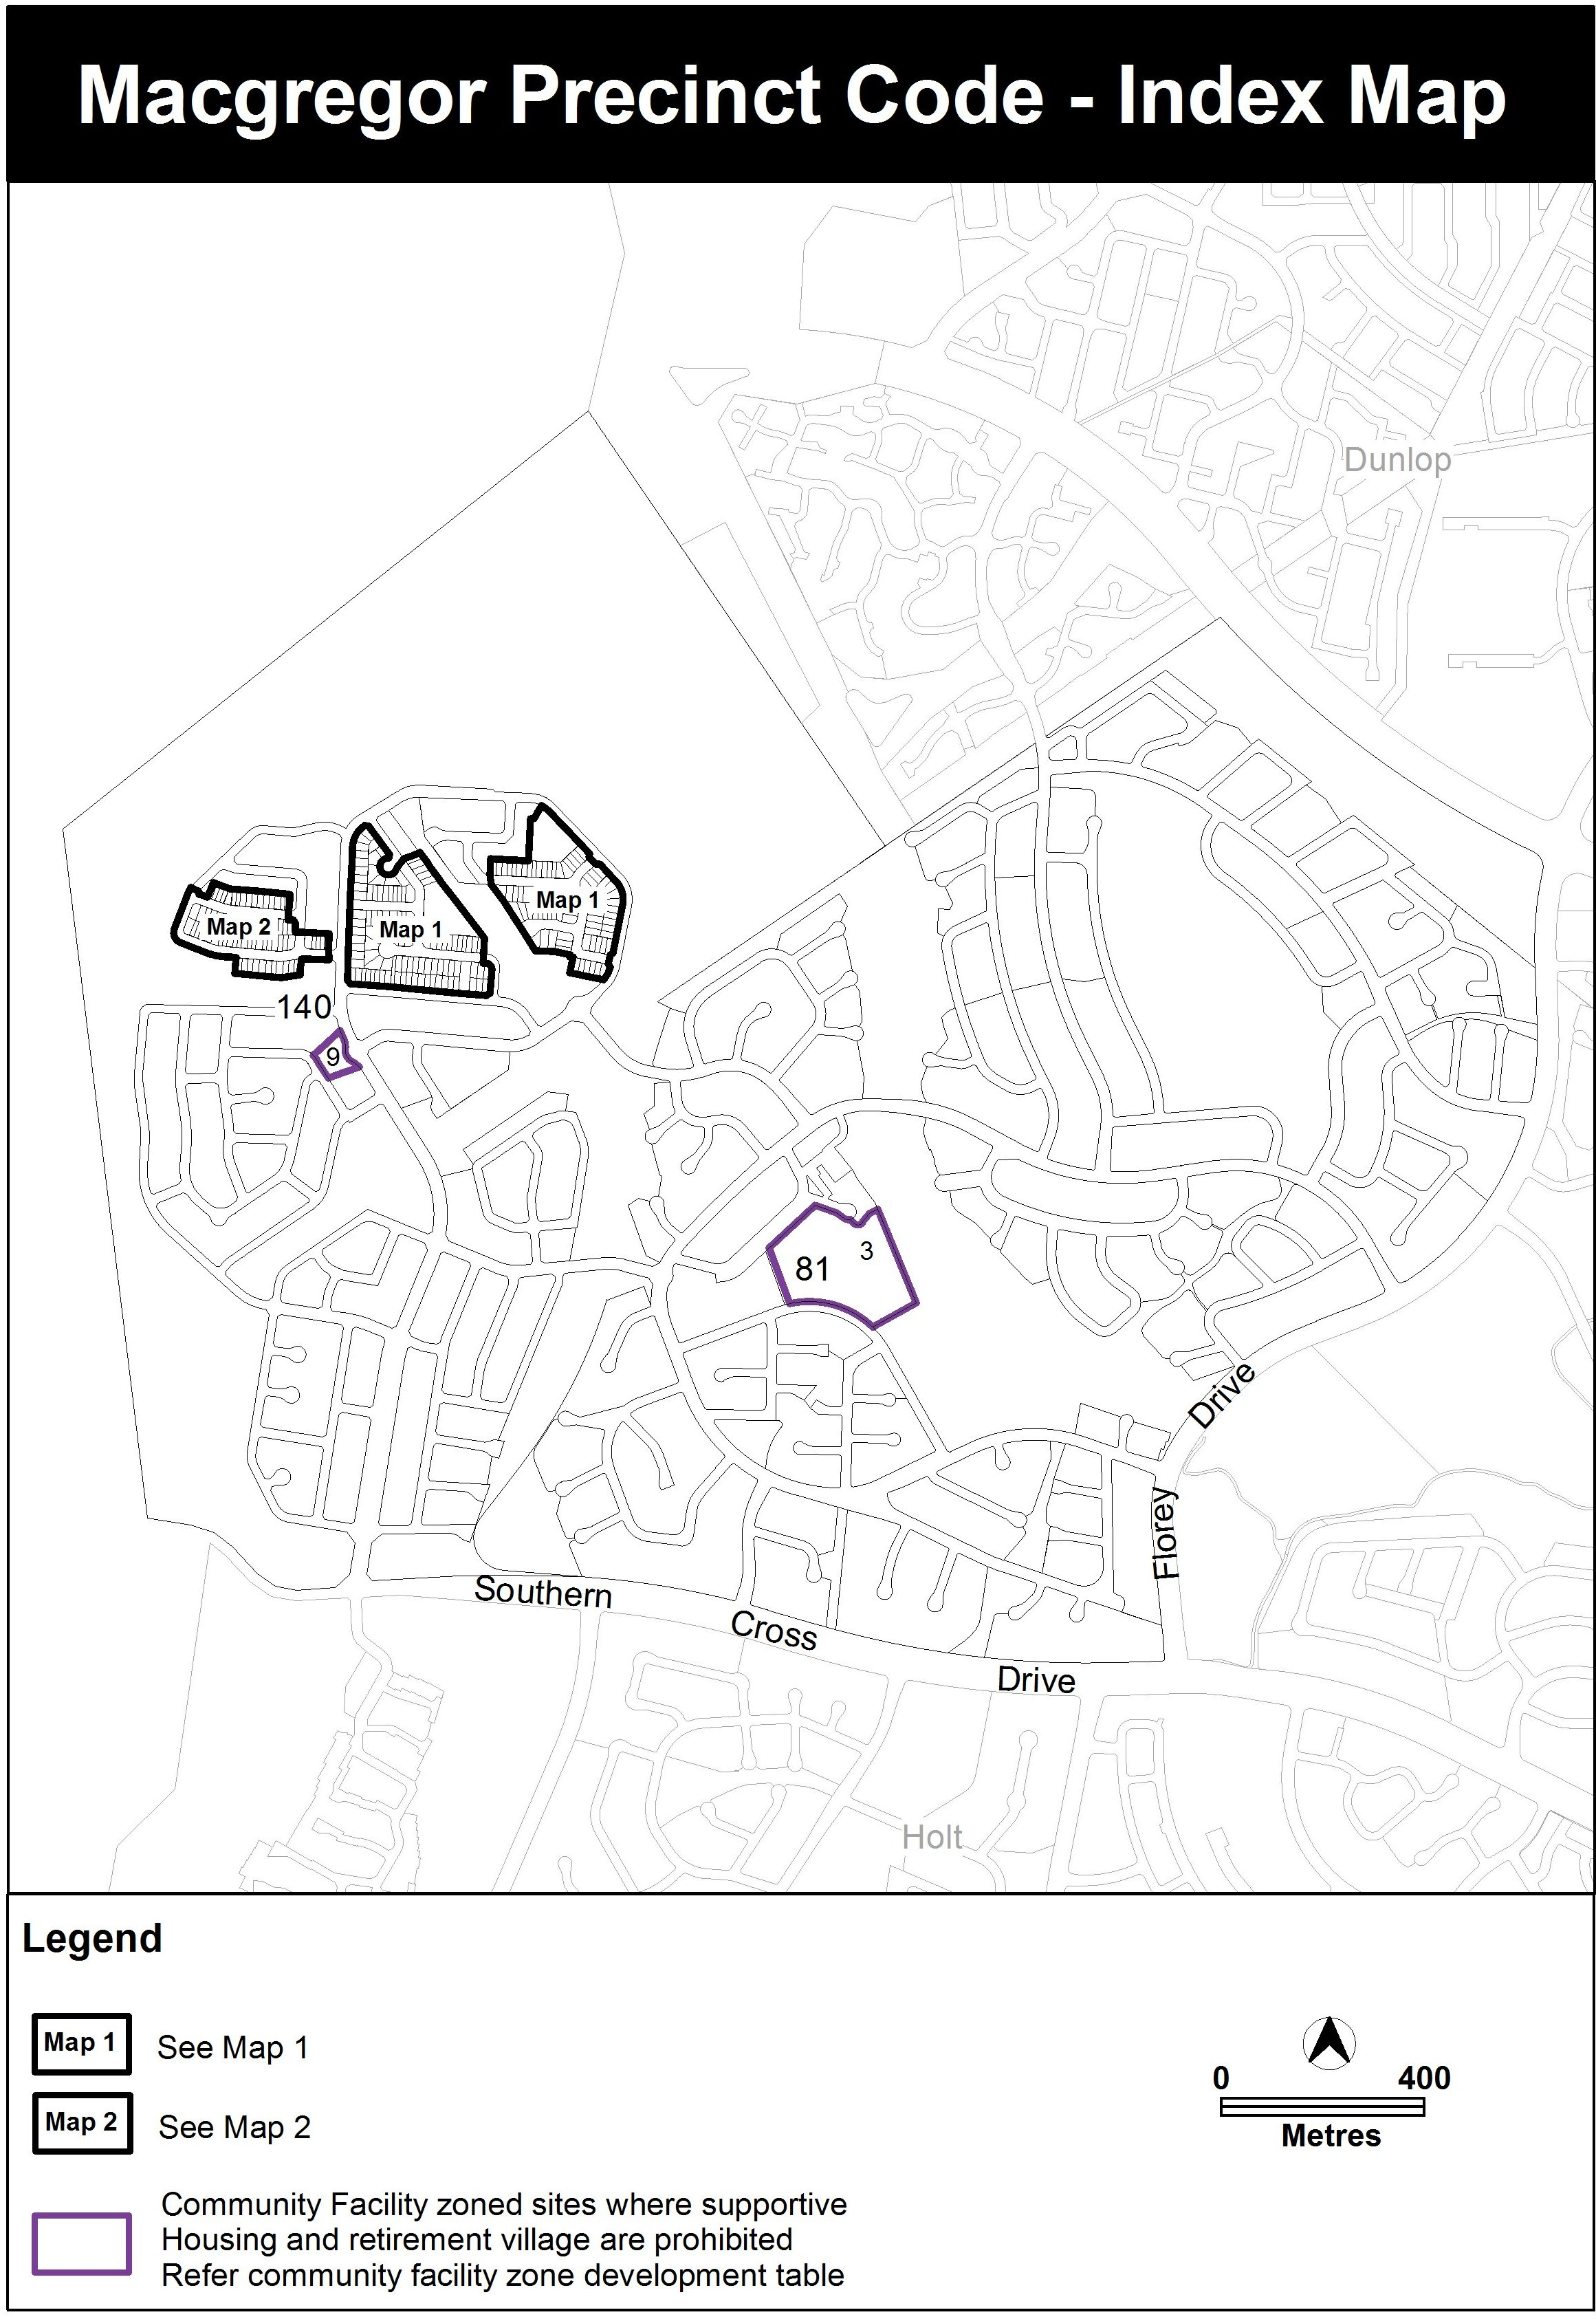 Macgregor Precinct Code - Index Map
Dunlop
Map 1
Map 2
Map 1
140
9
81
3
Drive
Florey
Southern
Cross
Drive
Holt
Legend
Map 1
See Map 1
Map 2
See Map 2
Community Facility zoned sites where supportive
Housing and retirement village are prohibited
Refer community facility zone development table
0
400
Metres